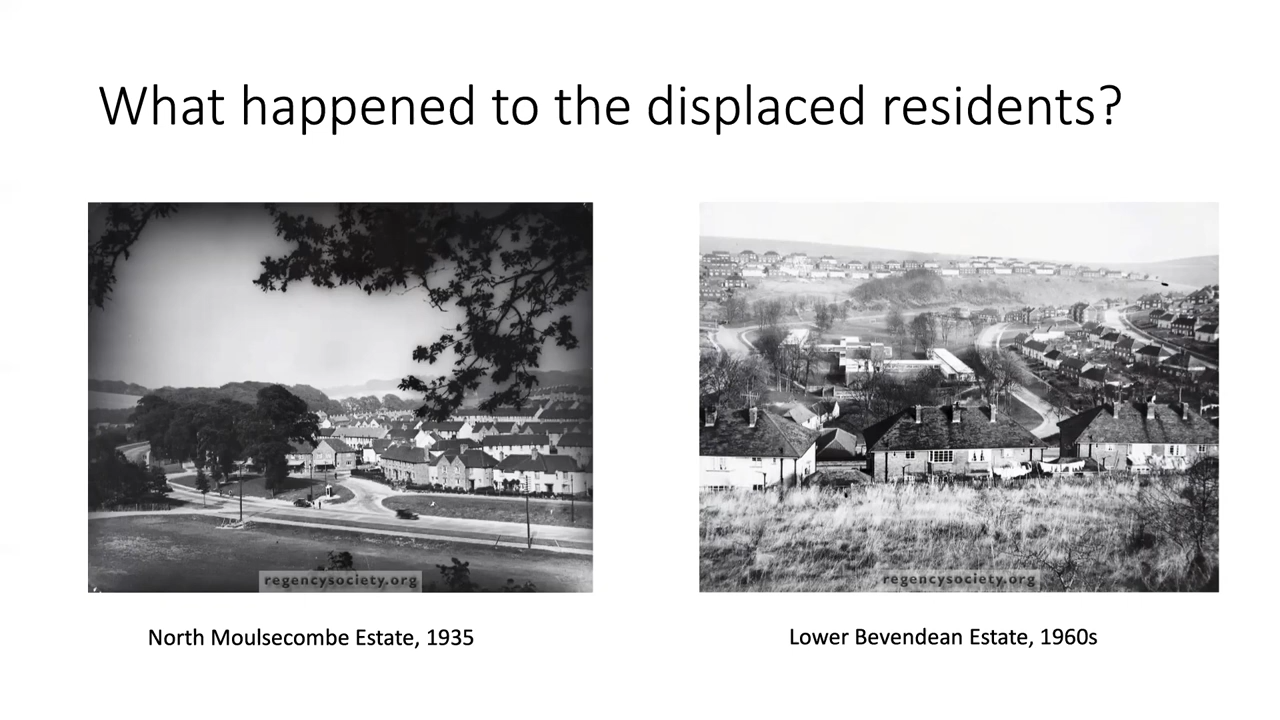 What happened to the displaced residents?
regencysociety.org
regencysociety.org
North Moulsecombe Estate, 1935
Lower Bevendean Estate, 1960s